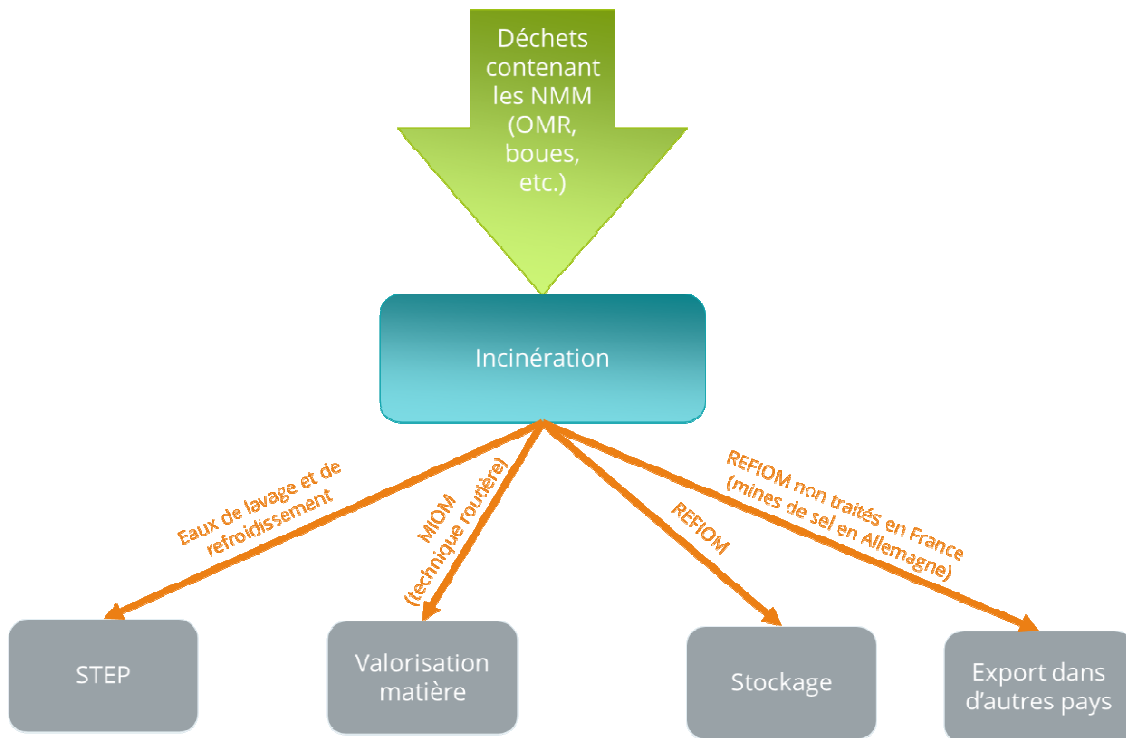 Déchets
contenant
les NMM
(OMR,
boues,
etc.)
Incinération
Eaux de lavage et de
refroidissement
MIOM
(technique routière)
REFIOM
REFIOM non traités en France
(mines de sel en Allemagne)
STEP
Valorisation
matière
Stockage
Export dans
d'autres pays